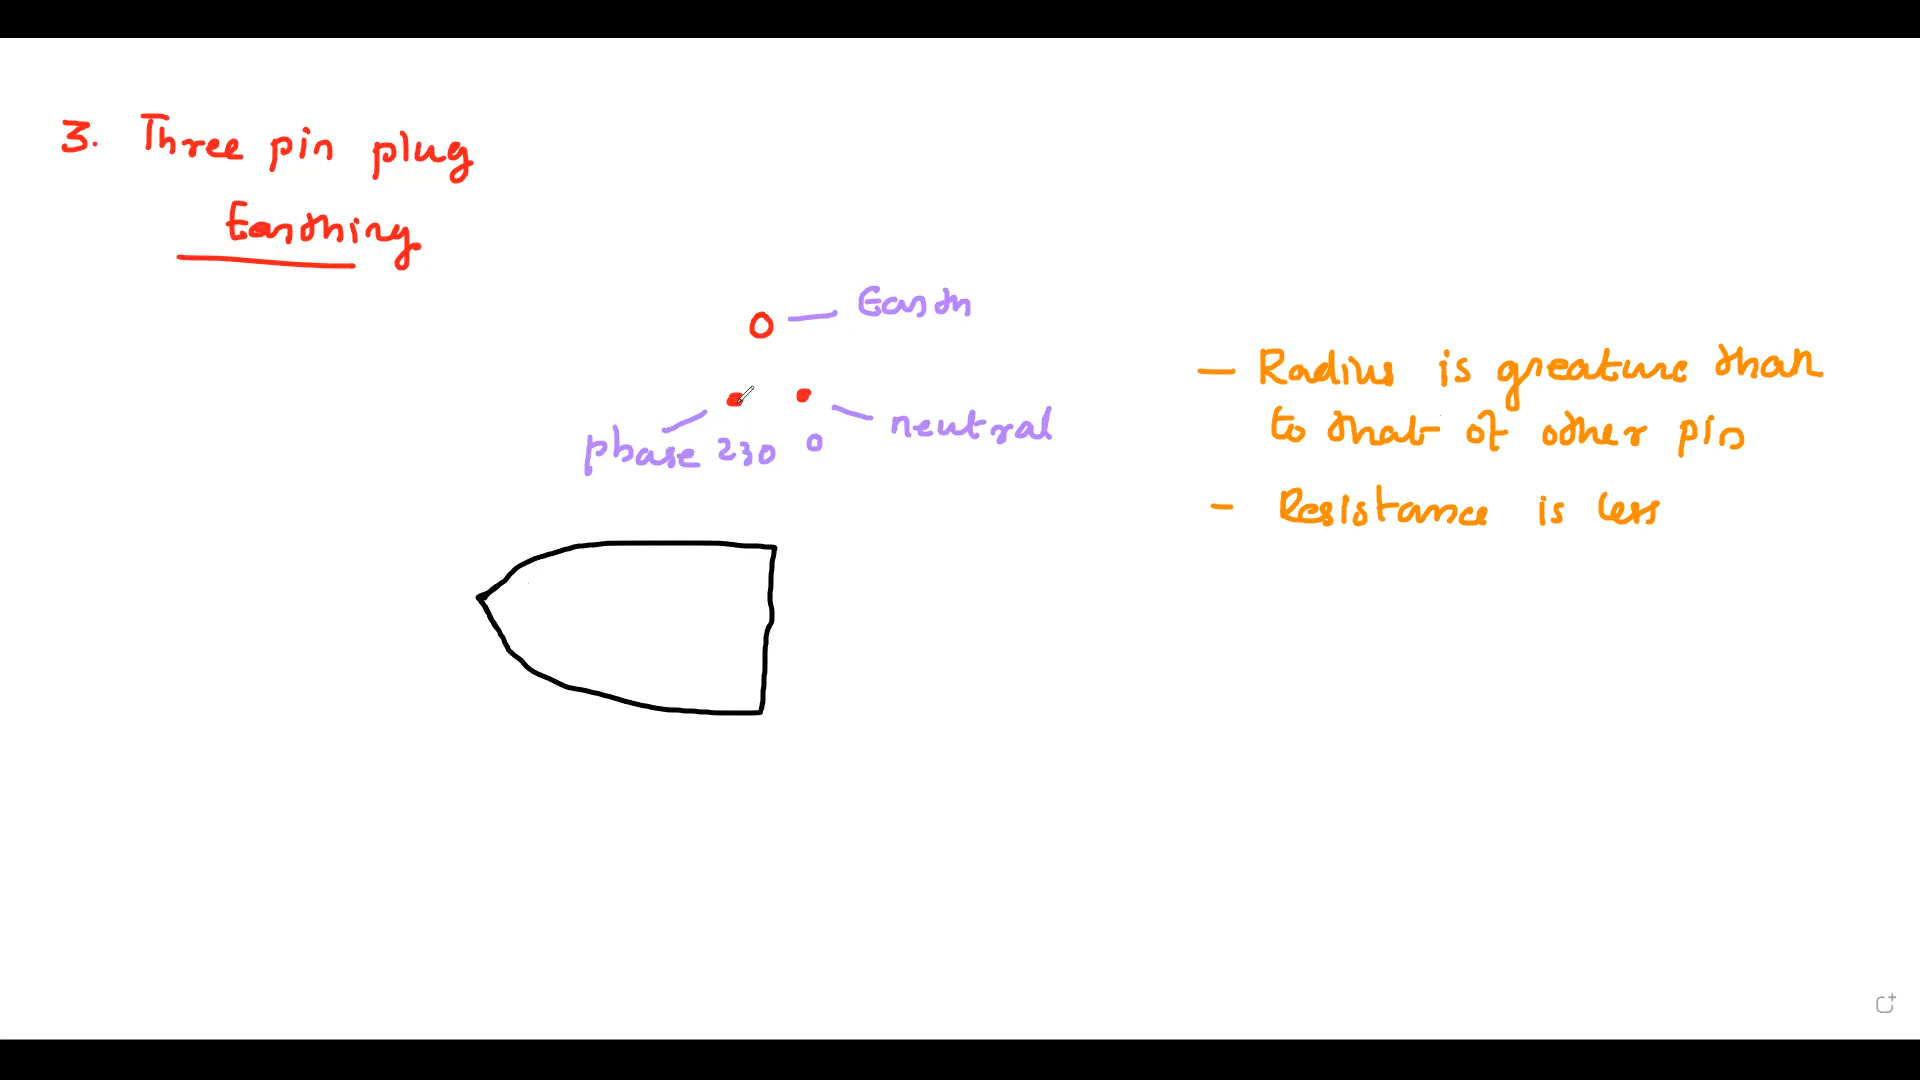 3. Three pin plug
Earthing
Earth
phase 230 0 neutral
— Radius is greature than
to that of other pin
- Resistance is less